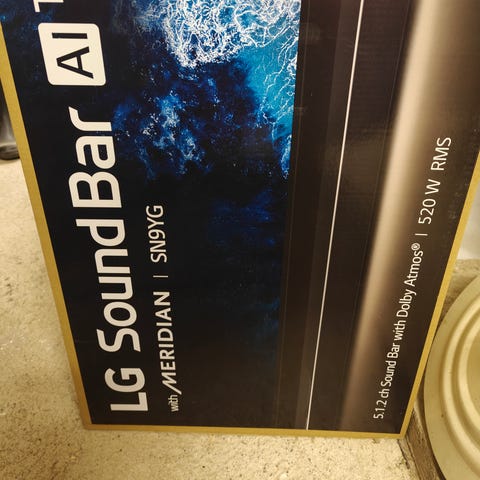 LG Sound Bar AI
with MERIDIAN | SN9YG
5.1.2 ch Sound Bar with Dolby Atmos® | 520 W RMS